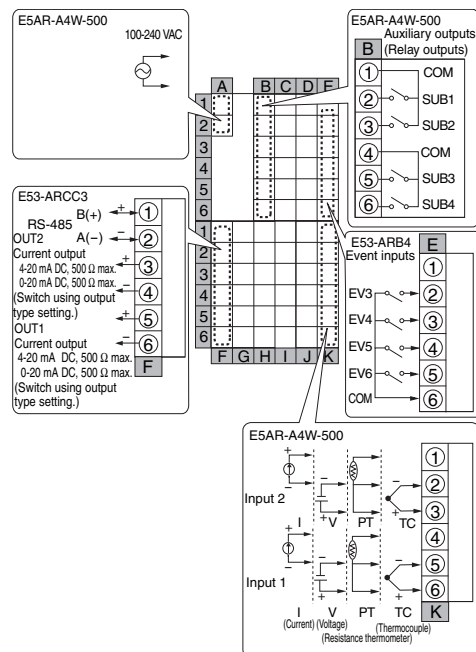 E5AR-A4W-500
100-240 VAC
E5AR-A4W-500
Auxiliary outputs
(Relay outputs)
B
1 COM
2 SUB1
3 SUB2
4 COM
5 SUB3
6 SUB4
A B C D E
1
2
3
4
5
6
1
2
3
4
5
6
F G H I J K
E53-ARCC3
RS-485
B(+) + 1
A(−) − 2
OUT2
Current output
4-20 mA DC, 500 Ω max.
0-20 mA DC, 500 Ω max.
(Switch using output
type setting.)
+ 3
− 4
OUT1
Current output
4-20 mA DC, 500 Ω max.
0-20 mA DC, 500 Ω max.
(Switch using output
type setting.)
+ 5
− 6
F
E53-ARB4
Event inputs
E
1
EV3 2
EV4 3
EV5 4
EV6 5
COM 6
E5AR-A4W-500
Input 2
+ − − + − +
I V PT TC
1
2
3
4
5
6
K
Input 1
+ − − + − +
I V PT TC
(Current) (Voltage) (Thermocouple)
(Resistance thermometer)